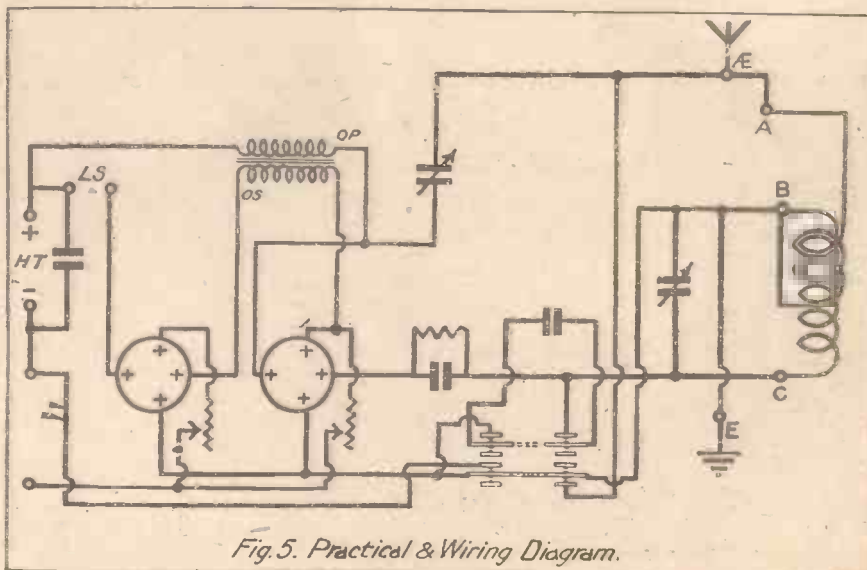 Æ
A
OP
LS
OS
B
+
HT
-
+ + + +
+ + + +
C
E
Fig. 5. Practical & Wiring Diagram.